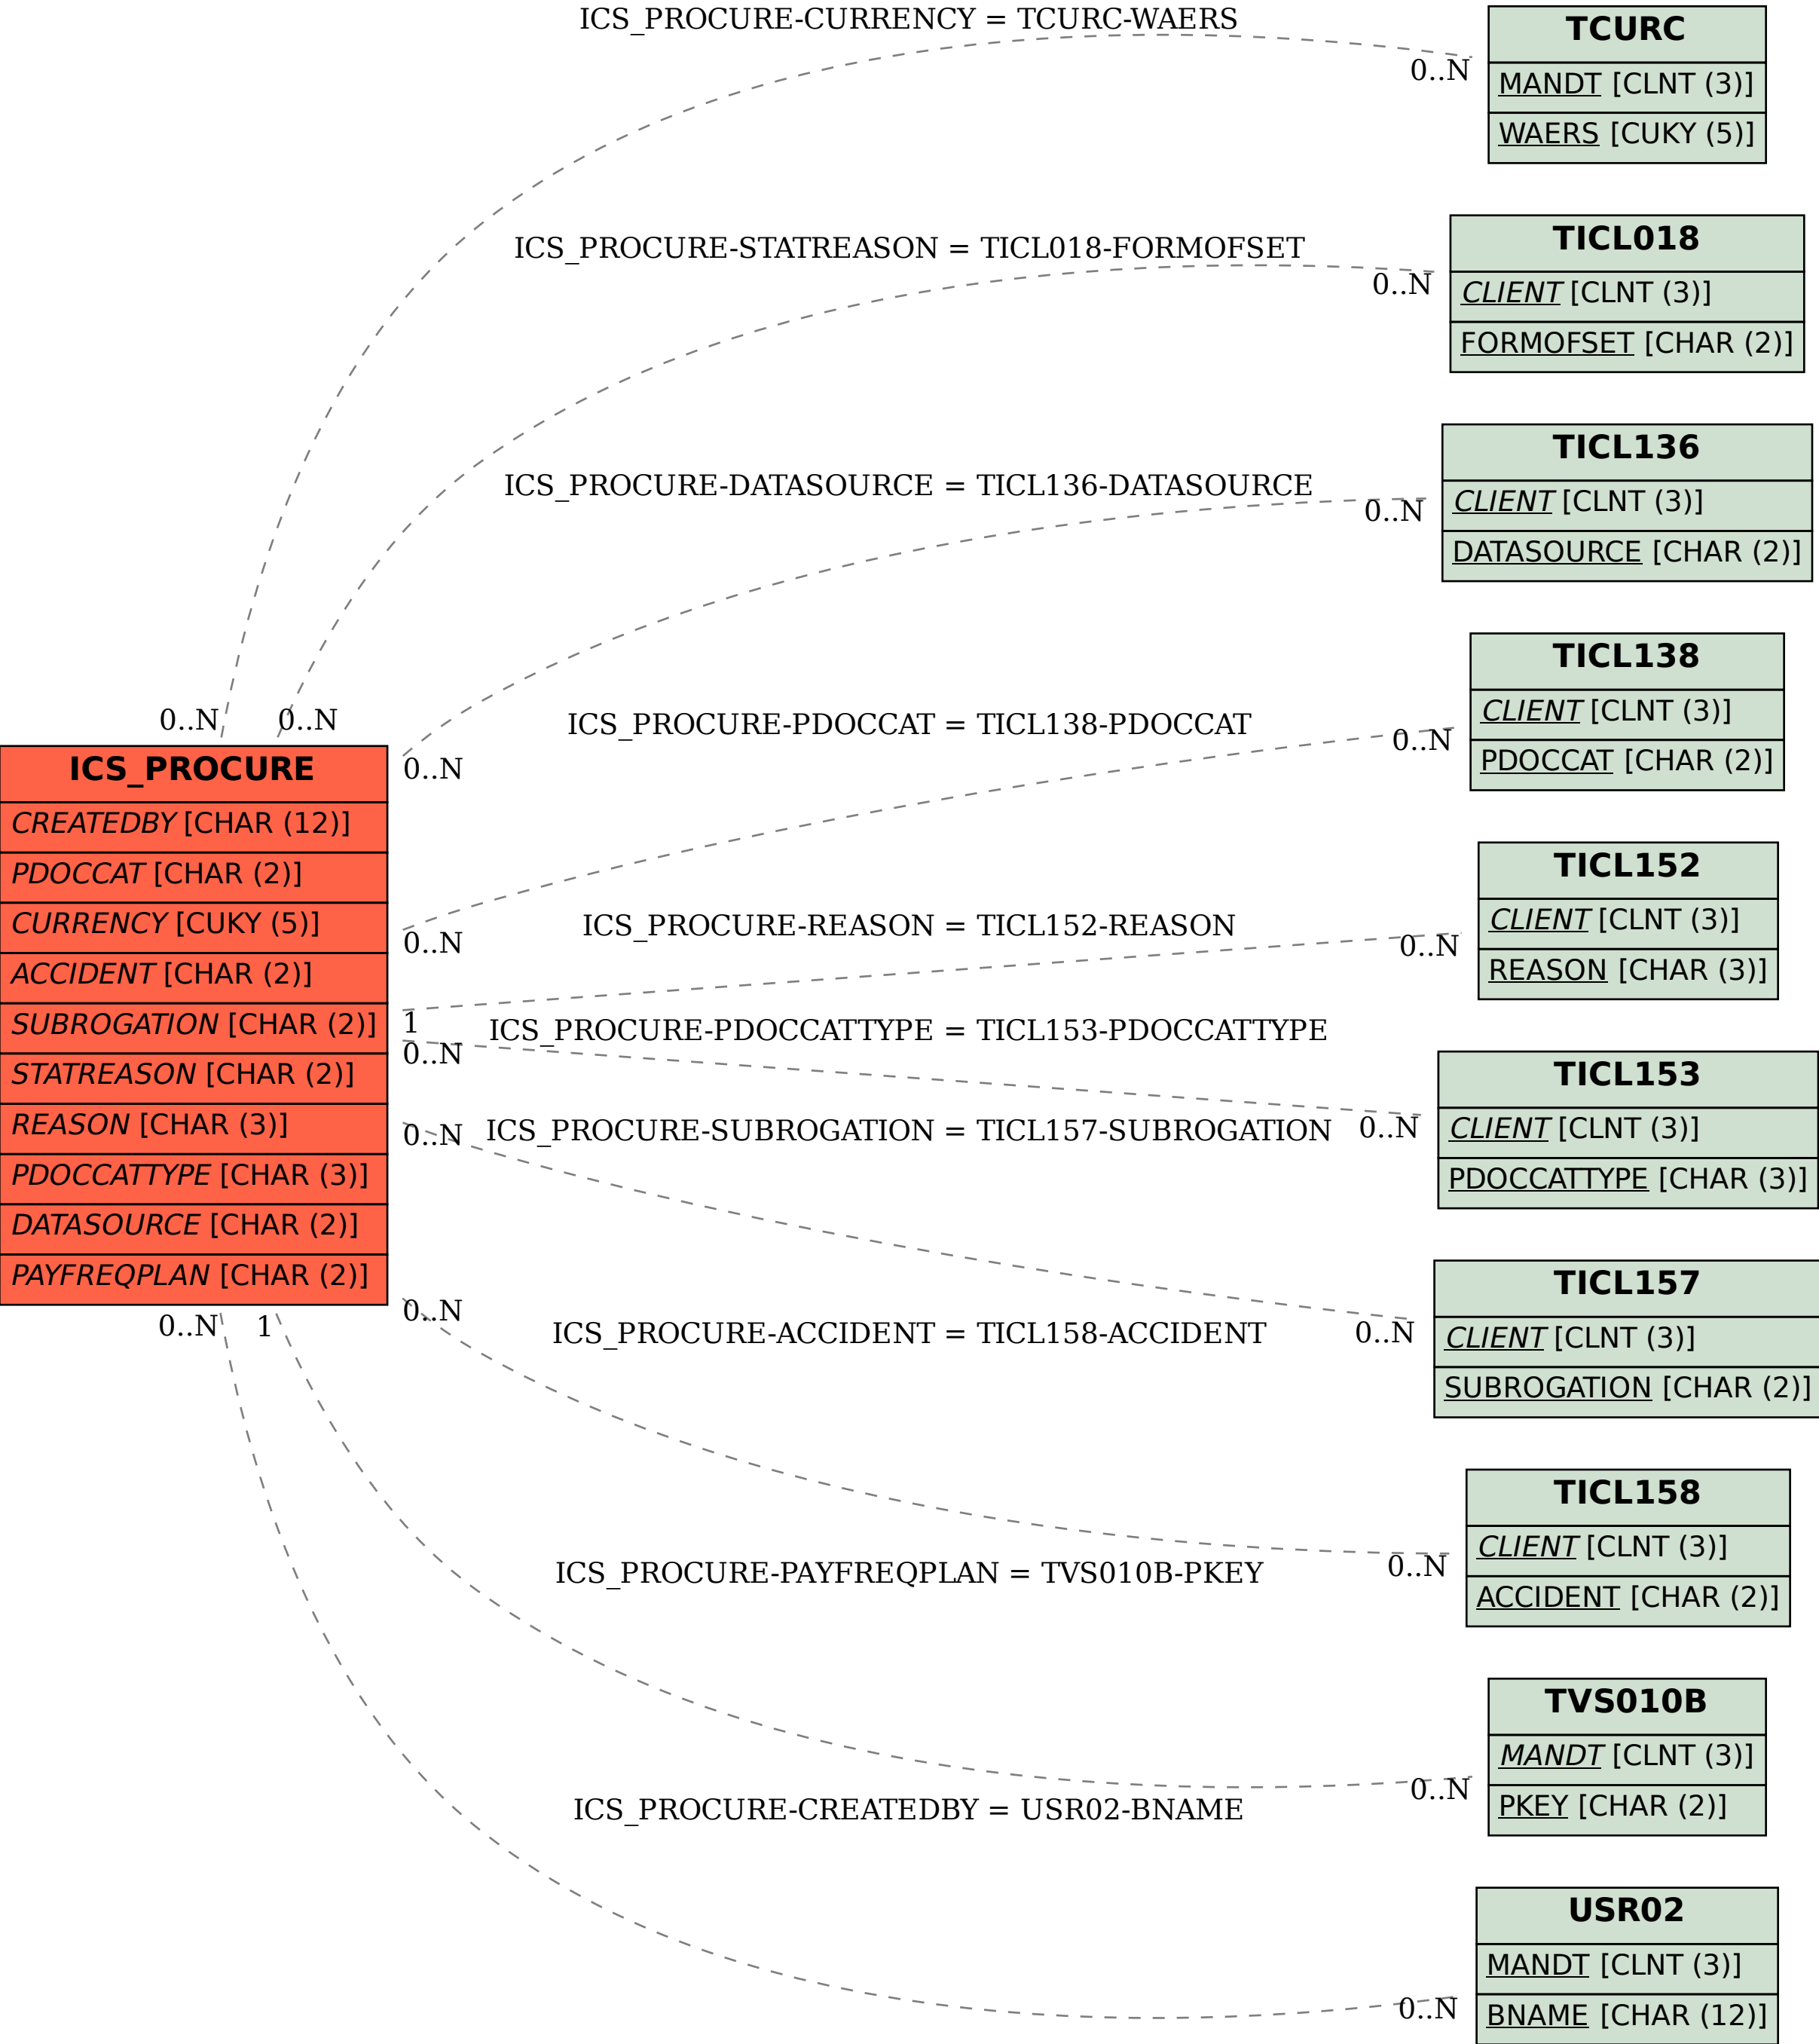 ICS_PROCURE-CURRENCY = TCURC-WAERS
0..N
TCURC
MANDT [CLNT (3)]
WAERS [CUKY (5)]
ICS_PROCURE-STATREASON = TICL018-FORMOFSET
0..N
TICL018
CLIENT [CLNT (3)]
FORMOFSET [CHAR (2)]
ICS_PROCURE-DATASOURCE = TICL136-DATASOURCE
0..N
TICL136
CLIENT [CLNT (3)]
DATASOURCE [CHAR (2)]
ICS_PROCURE-PDOCCAT = TICL138-PDOCCAT
0..N
TICL138
CLIENT [CLNT (3)]
PDOCCAT [CHAR (2)]
0..N
0..N
0..N
ICS_PROCURE
CREATEDBY [CHAR (12)]
PDOCCAT [CHAR (2)]
CURRENCY [CUKY (5)]
ACCIDENT [CHAR (2)]
SUBROGATION [CHAR (2)]
STATREASON [CHAR (2)]
REASON [CHAR (3)]
PDOCCATTYPE [CHAR (3)]
DATASOURCE [CHAR (2)]
PAYFREQPLAN [CHAR (2)]
0..N
ICS_PROCURE-REASON = TICL152-REASON
0..N
TICL152
CLIENT [CLNT (3)]
REASON [CHAR (3)]
1
ICS_PROCURE-PDOCCATTYPE = TICL153-PDOCCATTYPE
0..N
0..N
TICL153
CLIENT [CLNT (3)]
PDOCCATTYPE [CHAR (3)]
0..N
ICS_PROCURE-SUBROGATION = TICL157-SUBROGATION
0..N
TICL157
CLIENT [CLNT (3)]
SUBROGATION [CHAR (2)]
0..N
ICS_PROCURE-ACCIDENT = TICL158-ACCIDENT
0..N
TICL158
CLIENT [CLNT (3)]
ACCIDENT [CHAR (2)]
0..N
1
ICS_PROCURE-PAYFREQPLAN = TVS010B-PKEY
0..N
TVS010B
MANDT [CLNT (3)]
PKEY [CHAR (2)]
ICS_PROCURE-CREATEDBY = USR02-BNAME
0..N
USR02
MANDT [CLNT (3)]
BNAME [CHAR (12)]